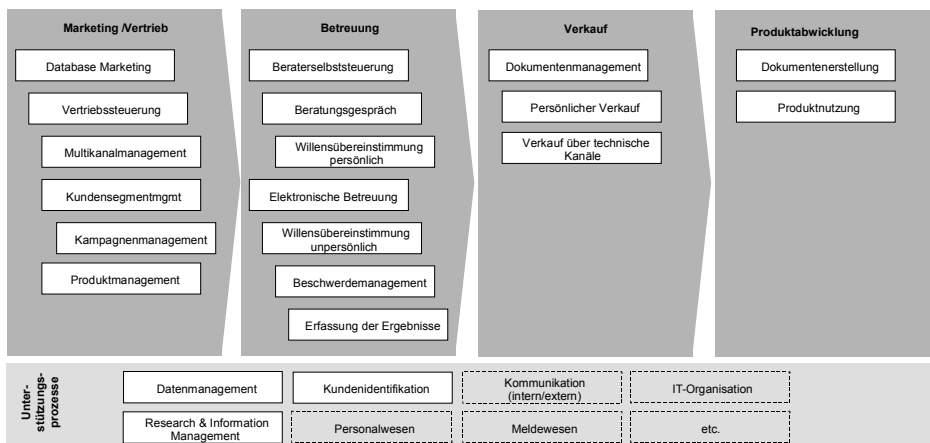 Marketing /Vertrieb
Database Marketing
Vertriebssteuerung
Multikanalmanagement
Kundensegmentmgmt
Kampagnenmanagement
Produktmanagement
Betreuung
Beraterselbststeuerung
Beratungsgespräch
Willensübereinstimmung
persönlich
Elektronische Betreuung
Willensübereinstimmung
unpersönlich
Beschwerdemanagement
Erfassung der Ergebnisse
Verkauf
Dokumentenmanagement
Persönlicher Verkauf
Verkauf über technische
Kanäle
Produktabwicklung
Dokumentenerstellung
Produktnutzung
Unter-
stützungs-
prozesse
Datenmanagement
Kundenidentifikation
Kommunikation
(intern/extern)
IT-Organisation
Research & Information
Management
Personalwesen
Meldewesen
etc.